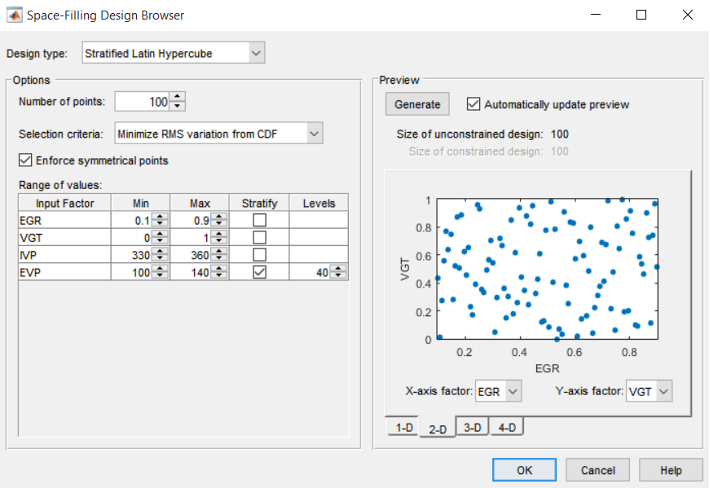 Space-Filling Design Browser
Design type: Stratified Latin Hypercube
Options
Number of points: 100
Selection criteria: Minimize RMS variation from CDF
Enforce symmetrical points
Range of values:
Input Factor Min Max Stratify Levels
EGR 0.1 0.9
VGT 0 1
IVP 330 360
EVP 100 140 40
Preview
Generate Automatically update preview
Size of unconstrained design: 100
Size of constrained design: 100
1
0.8
0.6
0.4
0.2
0
VGT
0.2 0.4 0.6 0.8
EGR
X-axis factor: EGR Y-axis factor: VGT
1-D 2-D 3-D 4-D
OK Cancel Help